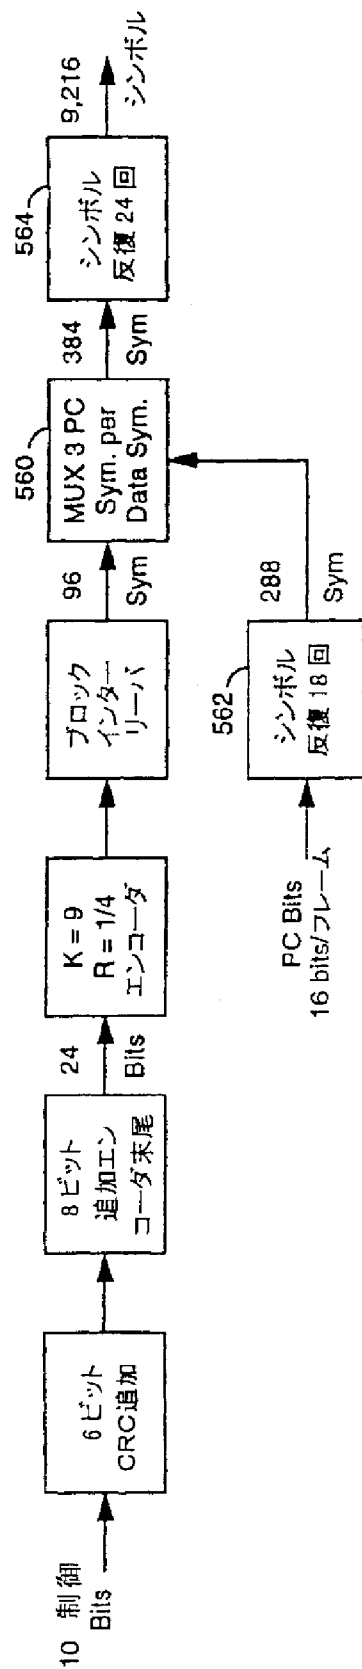 10 制御
Bits
6 ビット
CRC追加
8 ビット
追加エン
コーダ末尾
24
Bits
K = 9
R = 1/4
エンコーダ
ブロック
インター
リーバ
96
Sym
560
MUX 3 PC
Sym. per
Data Sym.
384
Sym
564
シンボル
反復 24 回
9,216
シンボル
PC Bits
16 bits/フレーム
562
シンボル
反復 18 回
288
Sym